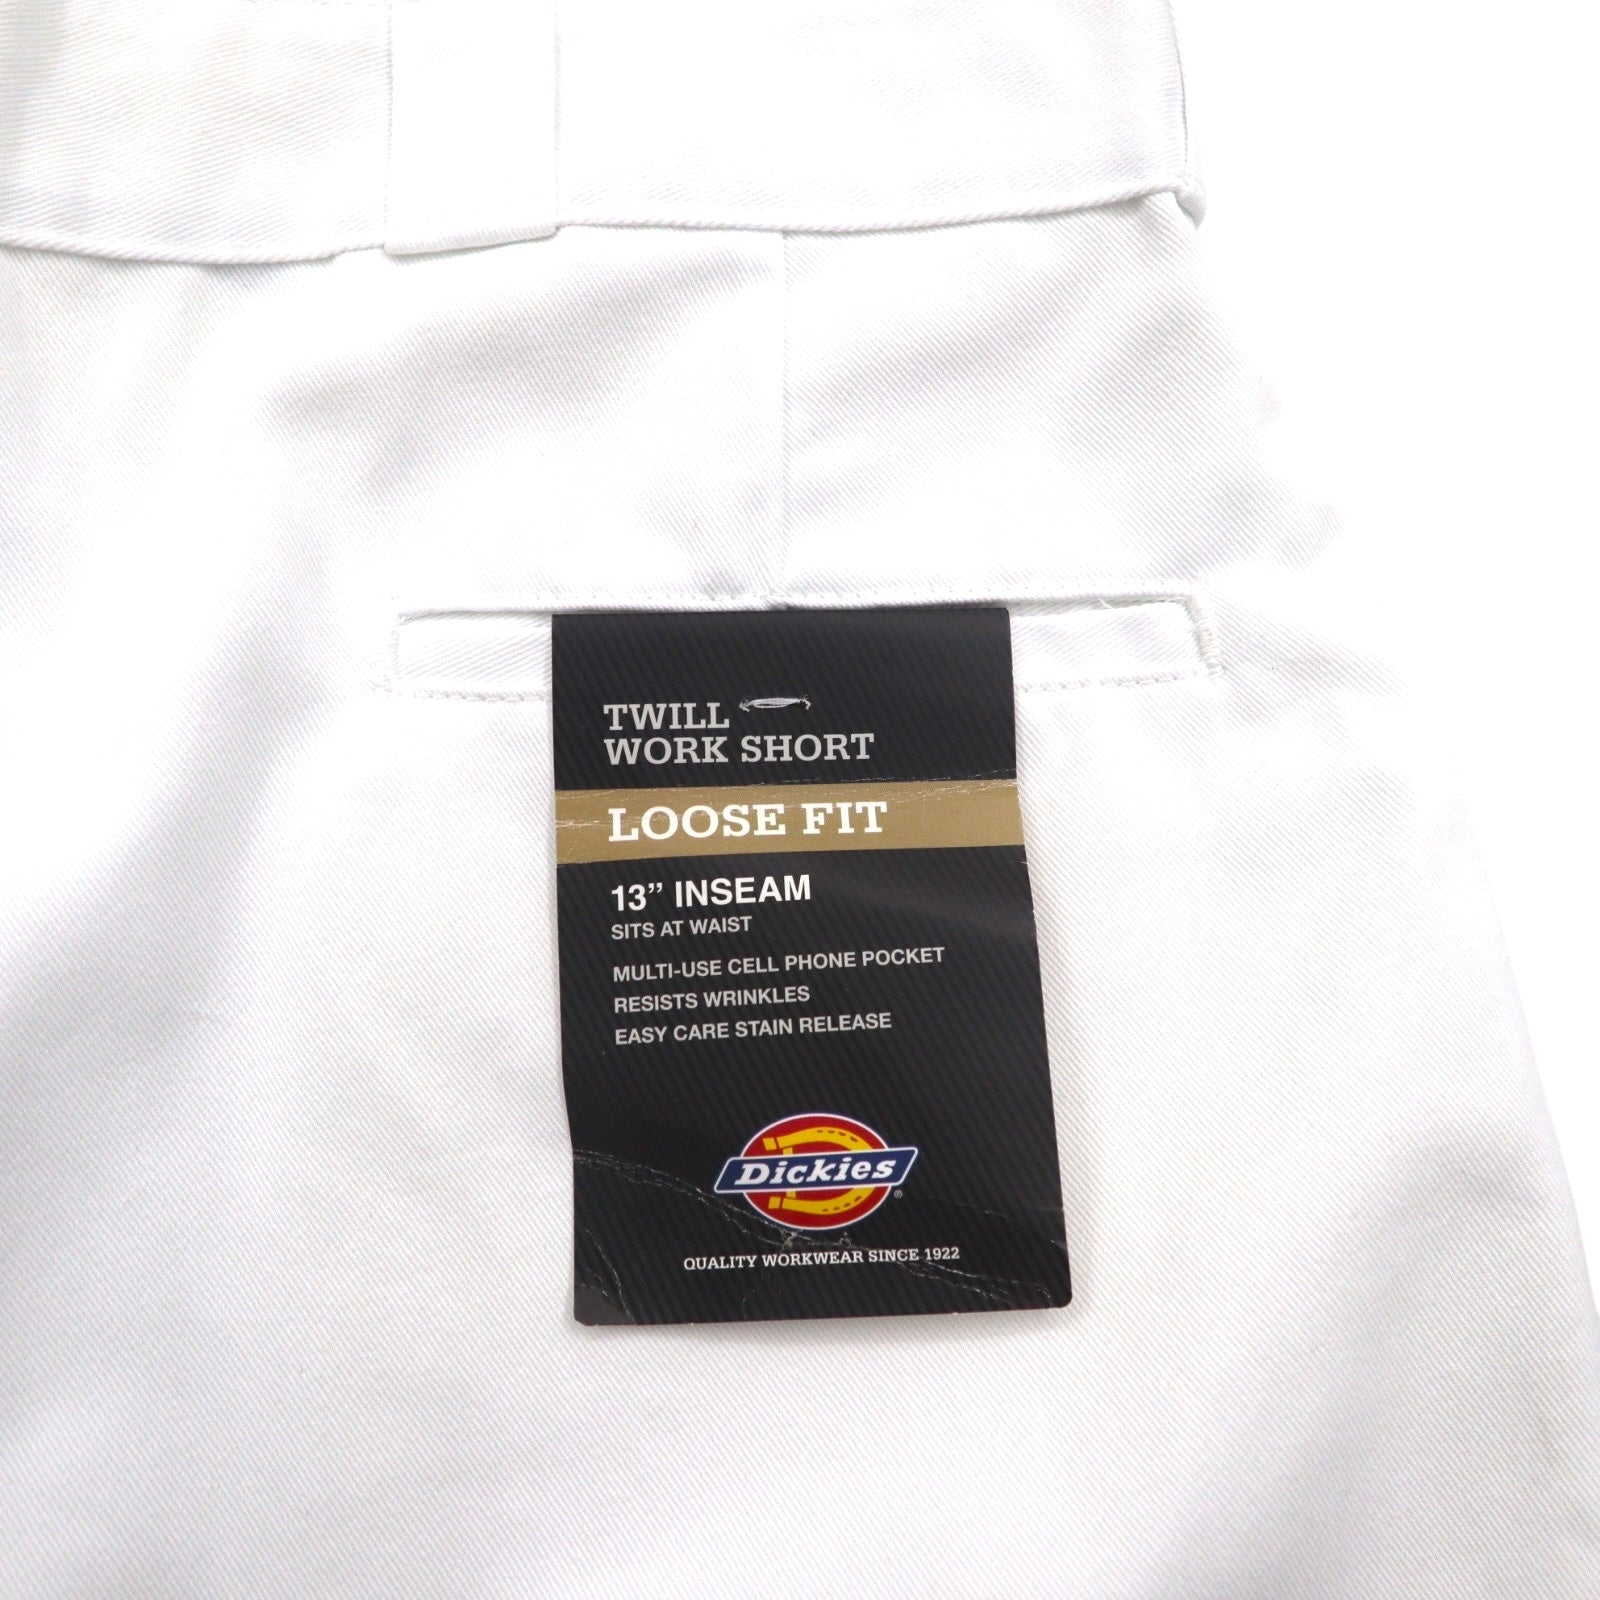 TWILL
WORK SHORT
LOOSE FIT
13” INSEAM
SITS AT WAIST
MULTI-USE CELL PHONE POCKET
RESISTS WRINKLES
EASY CARE STAIN RELEASE
Dickies®
QUALITY WORKWEAR SINCE 1922